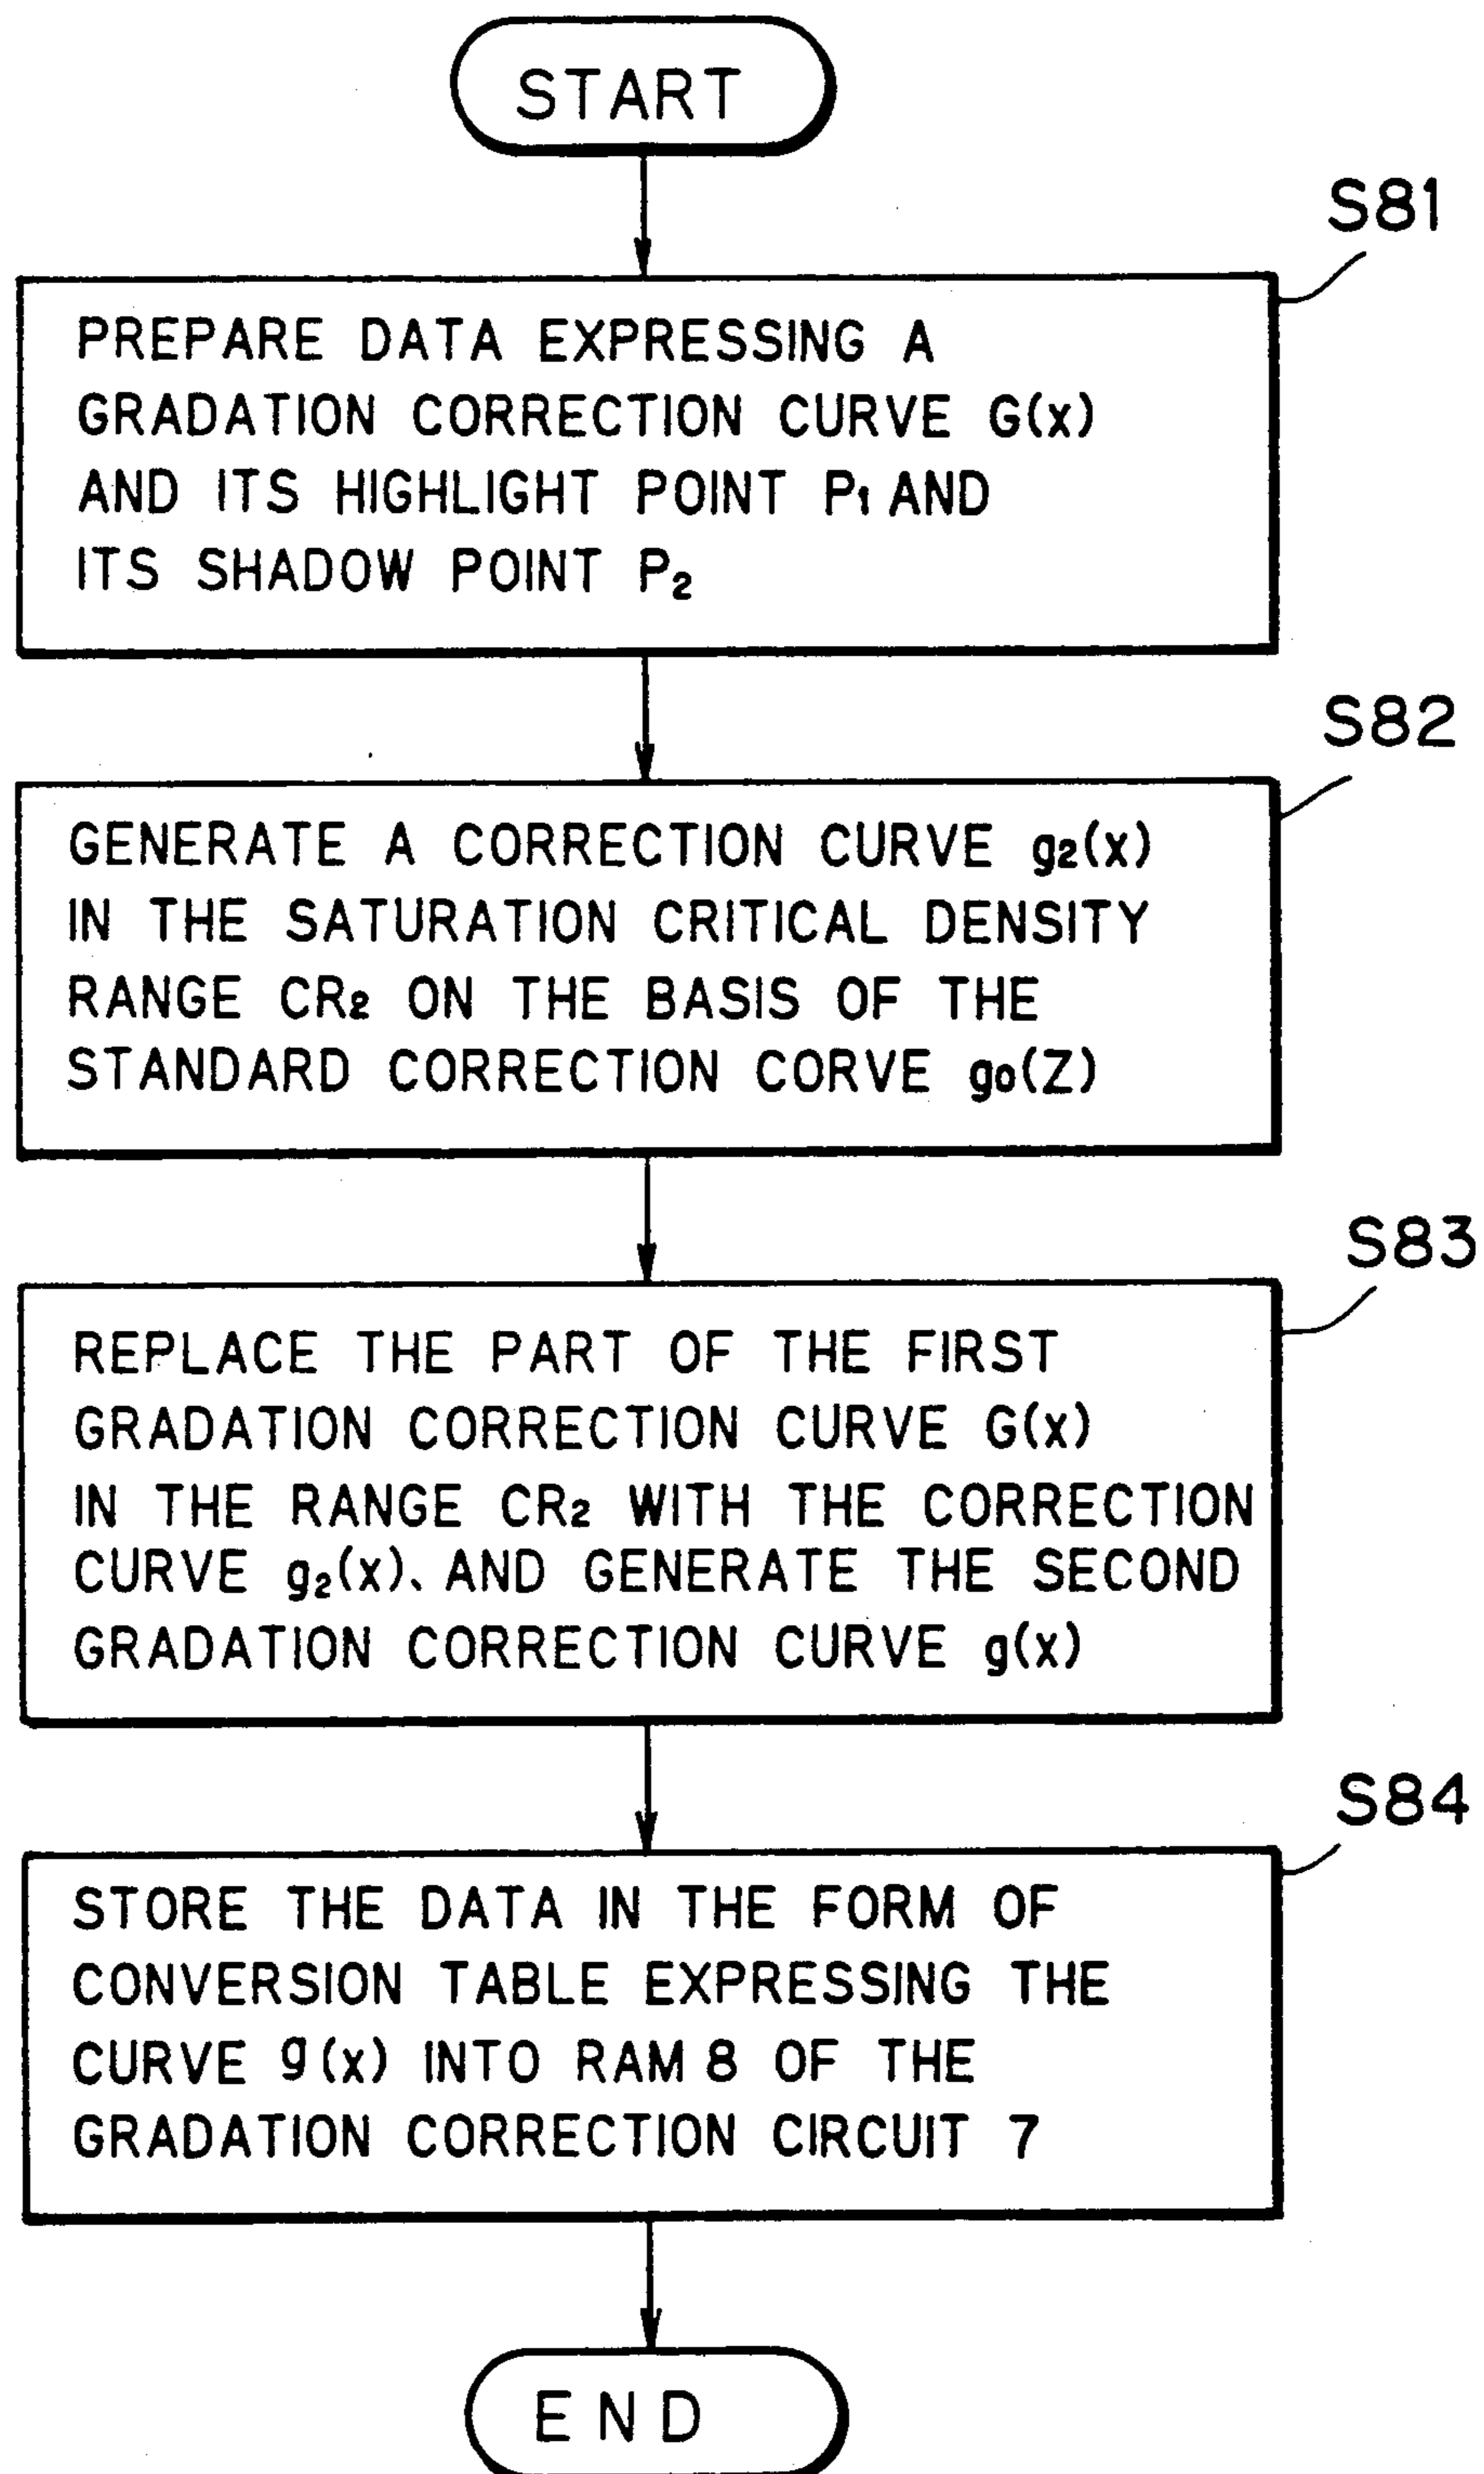 START
S81
PREPARE DATA EXPRESSING A
GRADATION CORRECTION CURVE G(x)
AND ITS HIGHLIGHT POINT P₁ AND
ITS SHADOW POINT P₂
S82
GENERATE A CORRECTION CURVE g₂(x)
IN THE SATURATION CRITICAL DENSITY
RANGE CR₂ ON THE BASIS OF THE
STANDARD CORRECTION CORVE g₀(Z)
S83
REPLACE THE PART OF THE FIRST
GRADATION CORRECTION CURVE G(x)
IN THE RANGE CR₂ WITH THE CORRECTION
CURVE g₂(x)、AND GENERATE THE SECOND
GRADATION CORRECTION CURVE g(x)
S84
STORE THE DATA IN THE FORM OF
CONVERSION TABLE EXPRESSING THE
CURVE g(x) INTO RAM 8 OF THE
GRADATION CORRECTION CIRCUIT 7
END